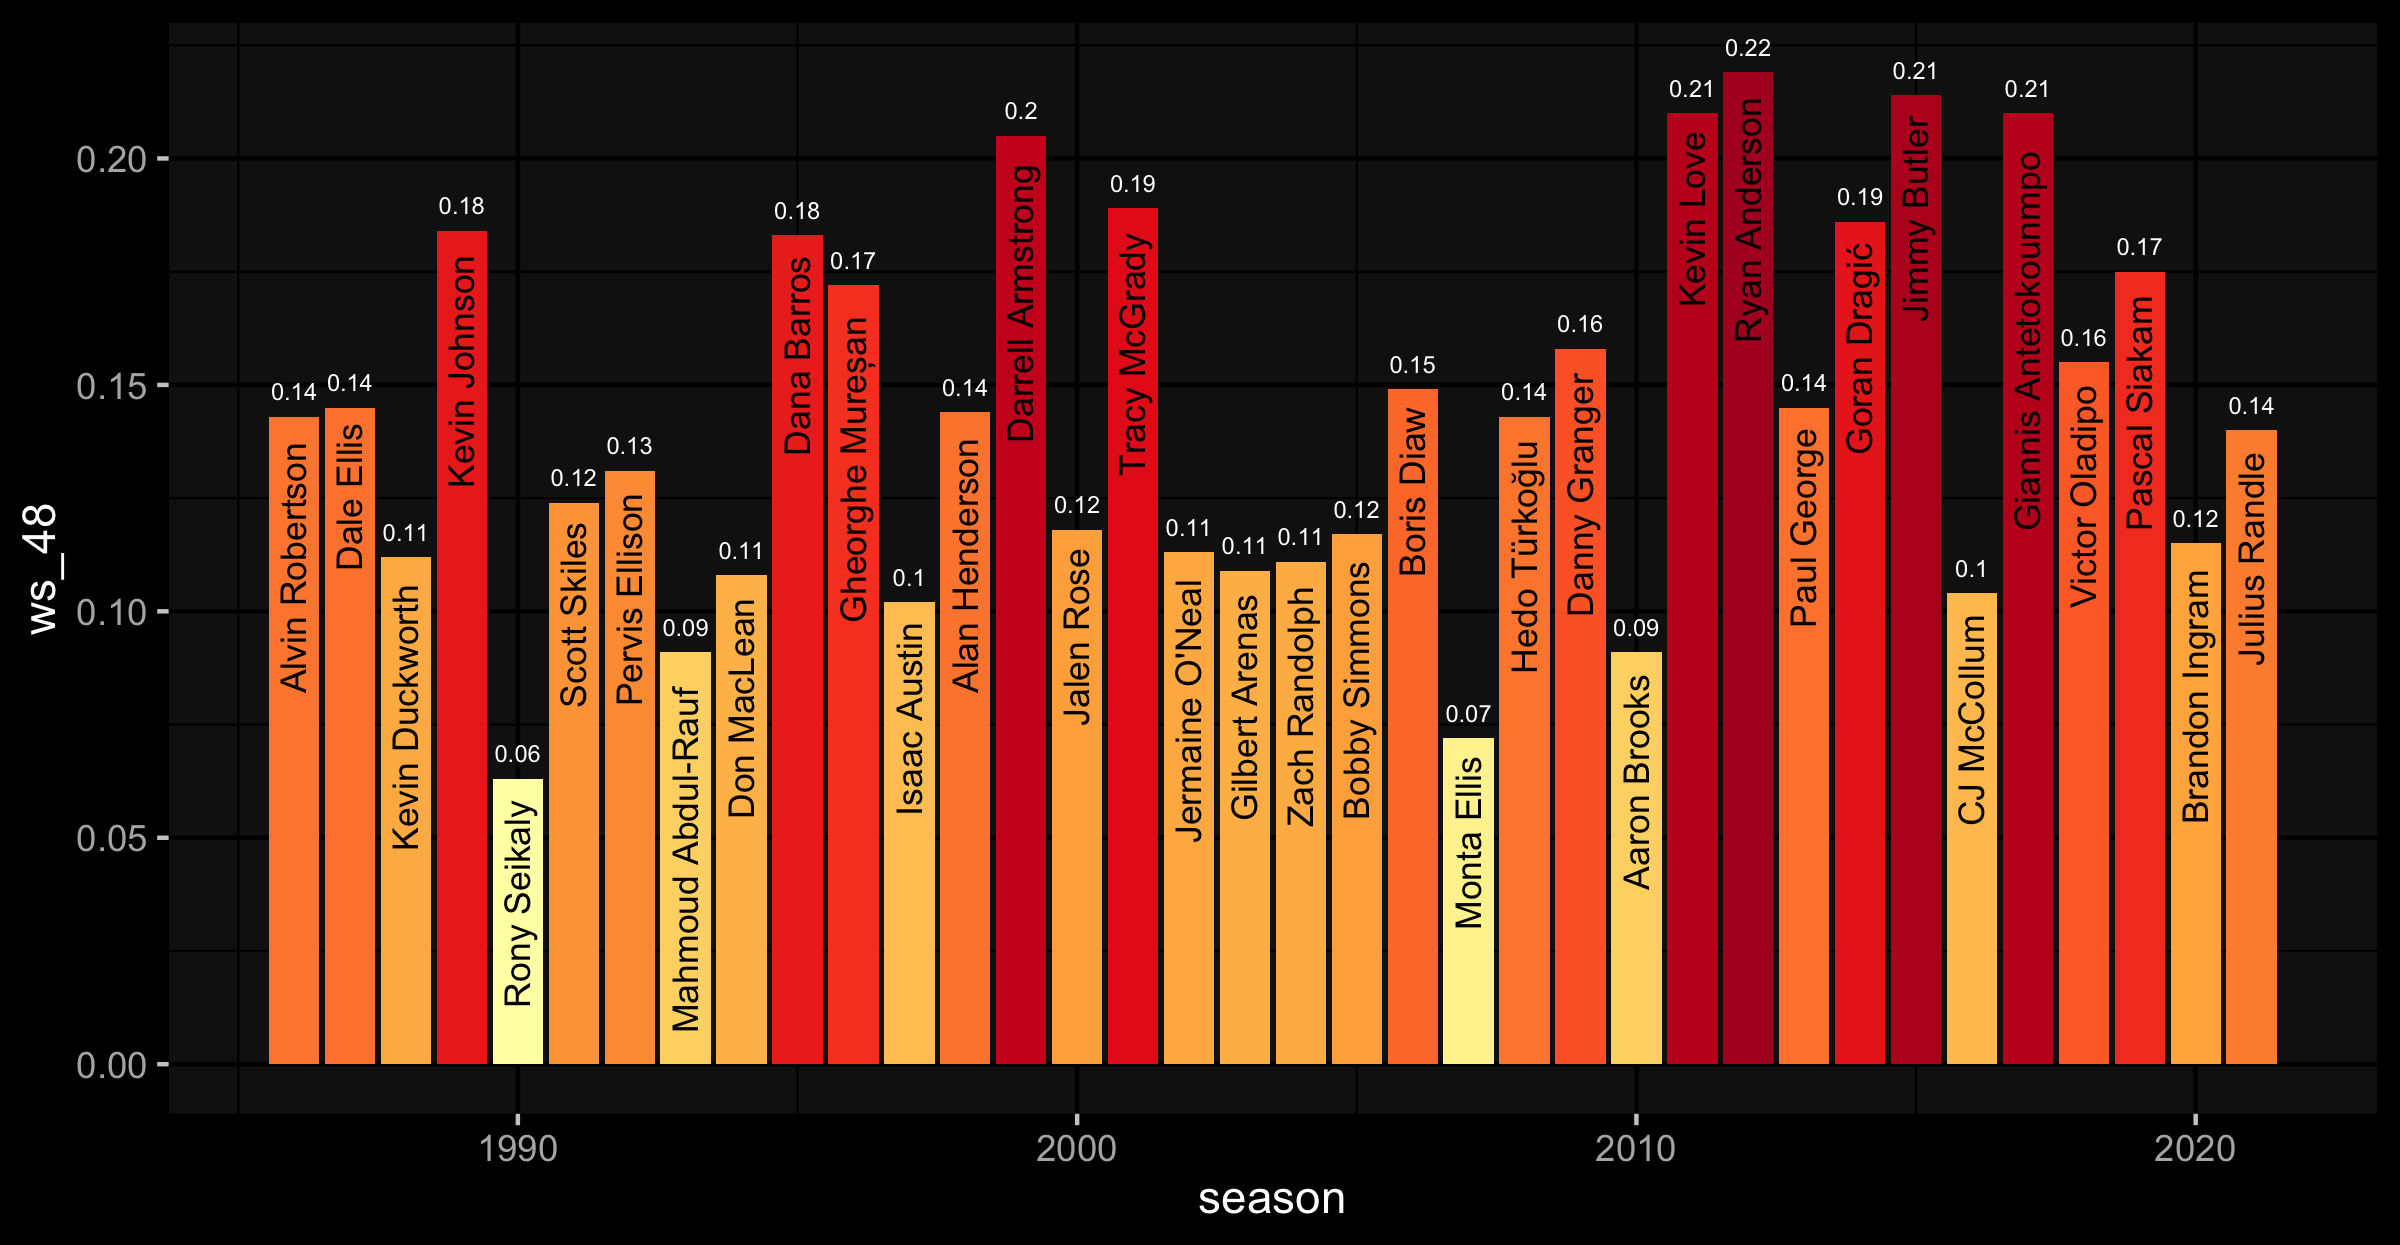 ws_48
0.20
0.15
0.10
0.05
0.00
0.14
Alvin Robertson
0.14
Dale Ellis
0.11
Kevin Duckworth
0.18
Kevin Johnson
0.06
Rony Seikaly
0.12
Scott Skiles
0.13
Pervis Ellison
0.09
Mahmoud Abdul-Rauf
0.11
Don MacLean
0.18
Dana Barros
0.17
Gheorghe Mureșan
0.1
Isaac Austin
0.14
Alan Henderson
0.2
Darrell Armstrong
0.12
Jalen Rose
0.19
Tracy McGrady
0.11
Jermaine O'Neal
0.11
Gilbert Arenas
0.11
Zach Randolph
0.12
Bobby Simmons
0.15
Boris Diaw
0.07
Monta Ellis
0.14
Hedo Türkoğlu
0.16
Danny Granger
0.09
Aaron Brooks
0.21
Kevin Love
0.22
Ryan Anderson
0.14
Paul George
0.19
Goran Dragić
0.21
Jimmy Butler
0.1
CJ McCollum
0.21
Giannis Antetokounmpo
0.16
Victor Oladipo
0.17
Pascal Siakam
0.12
Brandon Ingram
0.14
Julius Randle
1990
2000
2010
2020
season